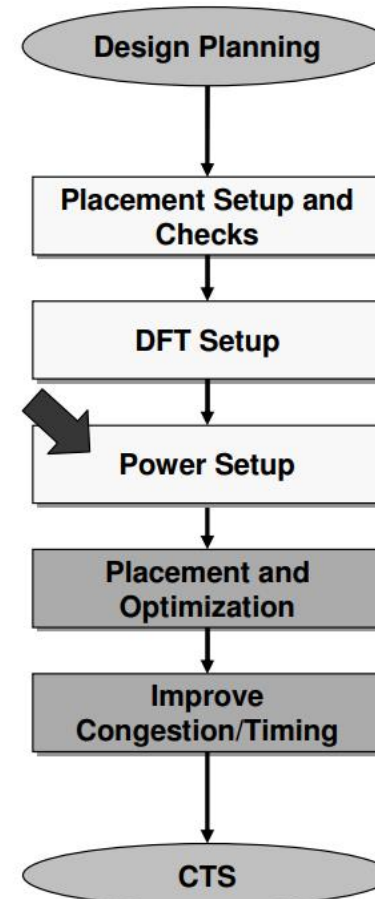 Design Planning
Placement Setup and
Checks
DFT Setup
Power Setup
Placement and
Optimization
Improve
Congestion/Timing
CTS